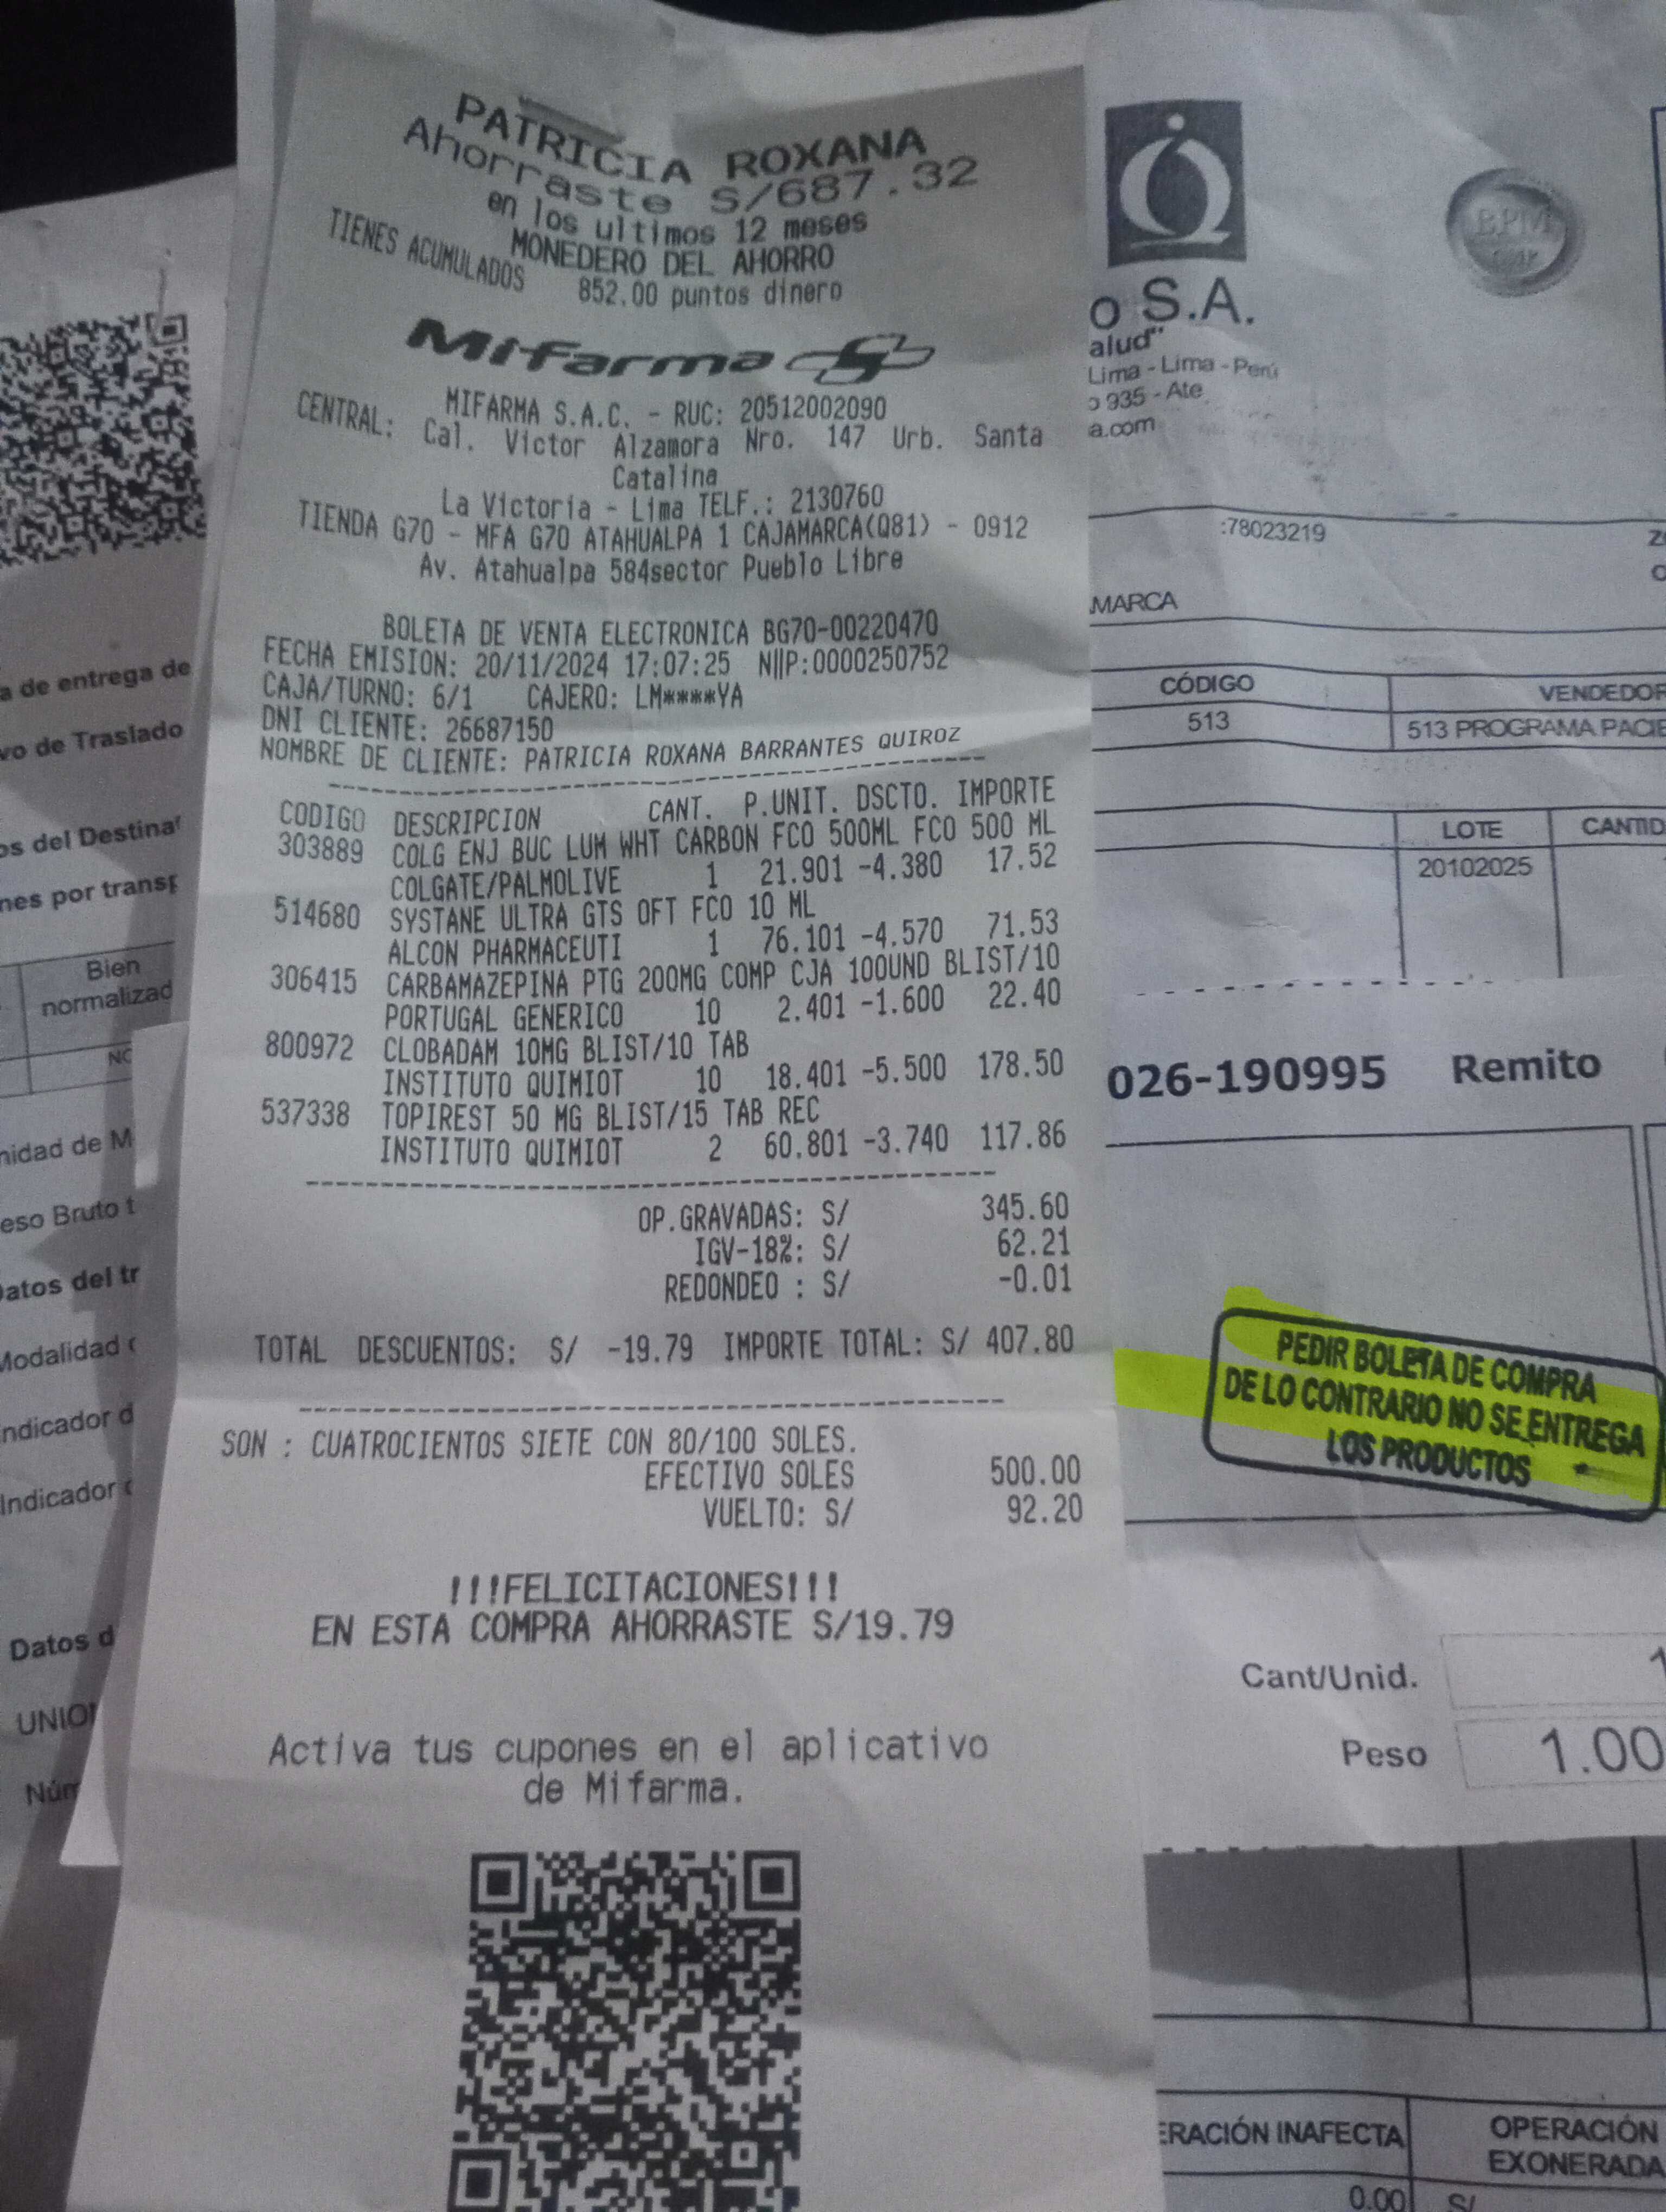 PATRICIA ROXANA
Ahorraste S/687.32
en los ultimos 12 meses
MONEDERO DEL AHORRO
TIENES ACUMULADOS 852.00 puntos dinero
Mifarma
MIFARMA S.A.C. - RUC: 20512002090
CENTRAL: Cal. Victor Alzamora Nro. 147 Urb. Santa
Catalina
La Victoria - Lima TELF.: 2130760
TIENDA G70 - MFA G70 ATAHUALPA 1 CAJAMARCA(Q81) - 0912
Av. Atahualpa 584sector Pueblo Libre
BOLETA DE VENTA ELECTRONICA BG70-00220470
FECHA EMISION: 20/11/2024 17:07:25 N||P:0000250752
CAJA/TURNO: 6/1 CAJERO: LM****YA
DNI CLIENTE: 26687150
NOMBRE DE CLIENTE: PATRICIA ROXANA BARRANTES QUIROZ
CODIGO DESCRIPCION CANT. P.UNIT. DSCTO. IMPORTE
303889 COLG ENJ BUC LUM WHT CARBON FCO 500ML FCO 500 ML
COLGATE/PALMOLIVE 1 21.901 -4.380 17.52
514680 SYSTANE ULTRA GTS OFT FCO 10 ML
ALCON PHARMACEUTI 1 76.101 -4.570 71.53
306415 CARBAMAZEPINA PTG 200MG COMP CJA 100UND BLIST/10
PORTUGAL GENERICO 10 2.401 -1.600 22.40
800972 CLOBADAM 10MG BLIST/10 TAB
INSTITUTO QUIMIOT 10 18.401 -5.500 178.50
537338 TOPIREST 50 MG BLIST/15 TAB REC
INSTITUTO QUIMIOT 2 60.801 -3.740 117.86
OP.GRAVADAS: S/ 345.60
IGV-18%: S/ 62.21
REDONDEO : S/ -0.01
TOTAL DESCUENTOS: S/ -19.79 IMPORTE TOTAL: S/ 407.80
SON : CUATROCIENTOS SIETE CON 80/100 SOLES.
EFECTIVO SOLES 500.00
VUELTO: S/ 92.20
!!!FELICITACIONES!!!
EN ESTA COMPRA AHORRASTE S/19.79
Activa tus cupones en el aplicativo
de Mifarma.
a de entrega de
vo de Traslado
os del Destinat
nes por transp
Bien
normalizad
NO
nidad de M
eso Bruto t
Datos del tr
Modalidad
Indicador d
Indicador
Datos d
UNION
Núm
BPM
o S.A.
alud"
Lima - Lima - Perú
o 935 - Ate
a.com
:78023219
MARCA
CÓDIGO VENDEDOR
513 513 PROGRAMA PACIE
LOTE CANTID
20102025
026-190995 Remito
PEDIR BOLETA DE COMPRA
DE LO CONTRARIO NO SE ENTREGA
LOS PRODUCTOS
Cant/Unid. 1
Peso 1.00
ERACIÓN INAFECTA OPERACIÓN
EXONERADA
0.00 S/